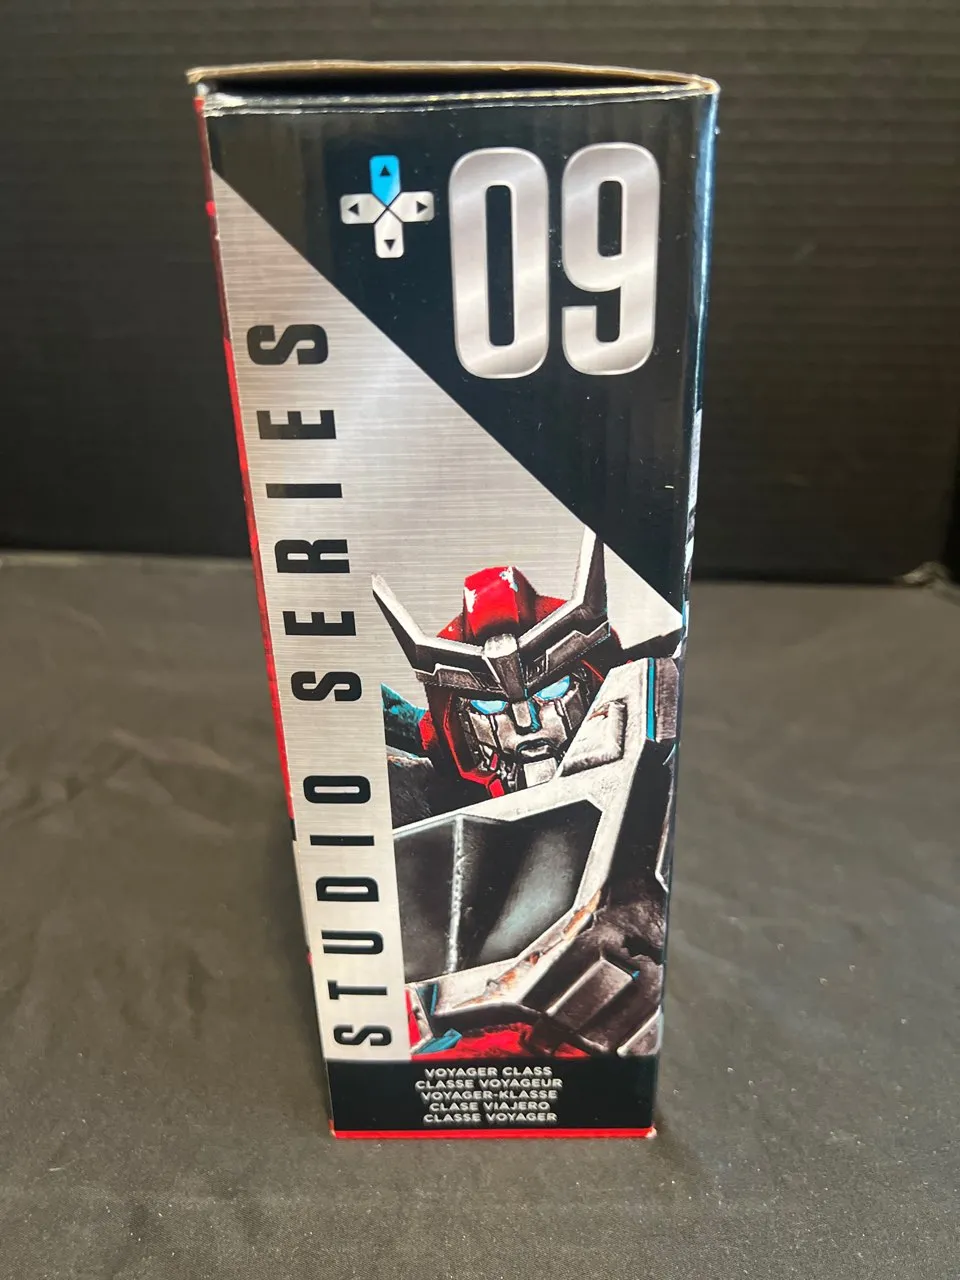 09
STUDIO SERIES
VOYAGER CLASS
CLASSE VOYAGEUR
VOYAGER-KLASSE
CLASE VIAJERO
CLASSE VOYAGER